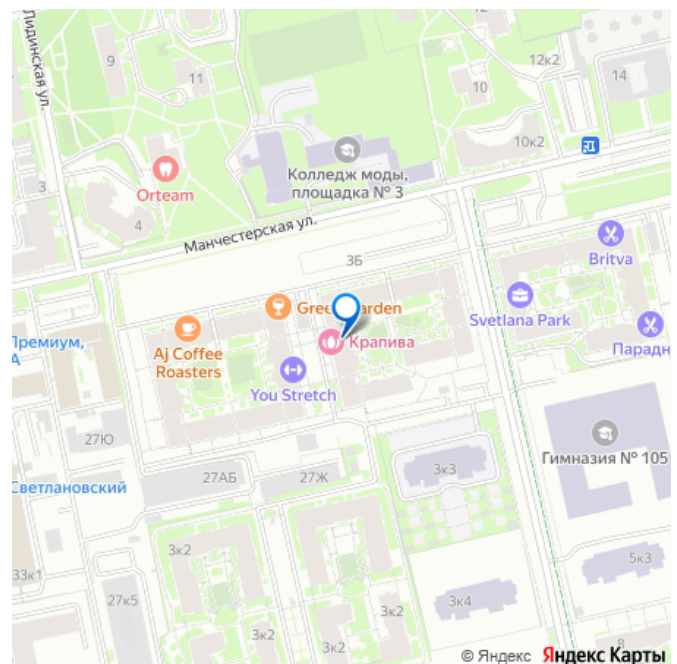 Лидинская ул.
9
11
12к2
14
10
10к2
Колледж моды,
площадка № 3
3
Orteam
4
Манчестерская ул.
3Б
Britva
Svetlana Park
Парадн
Aj Coffee
Roasters
Крапива
You Stretch
Премиум,
А
27Ю
Гимназия № 105
Светлановский
27АБ
27Ж
3к3
33к1
3к2
27к5
3к2
3к2
3к2
3к4
5к3
8
© Яндекс Яндекс Карты